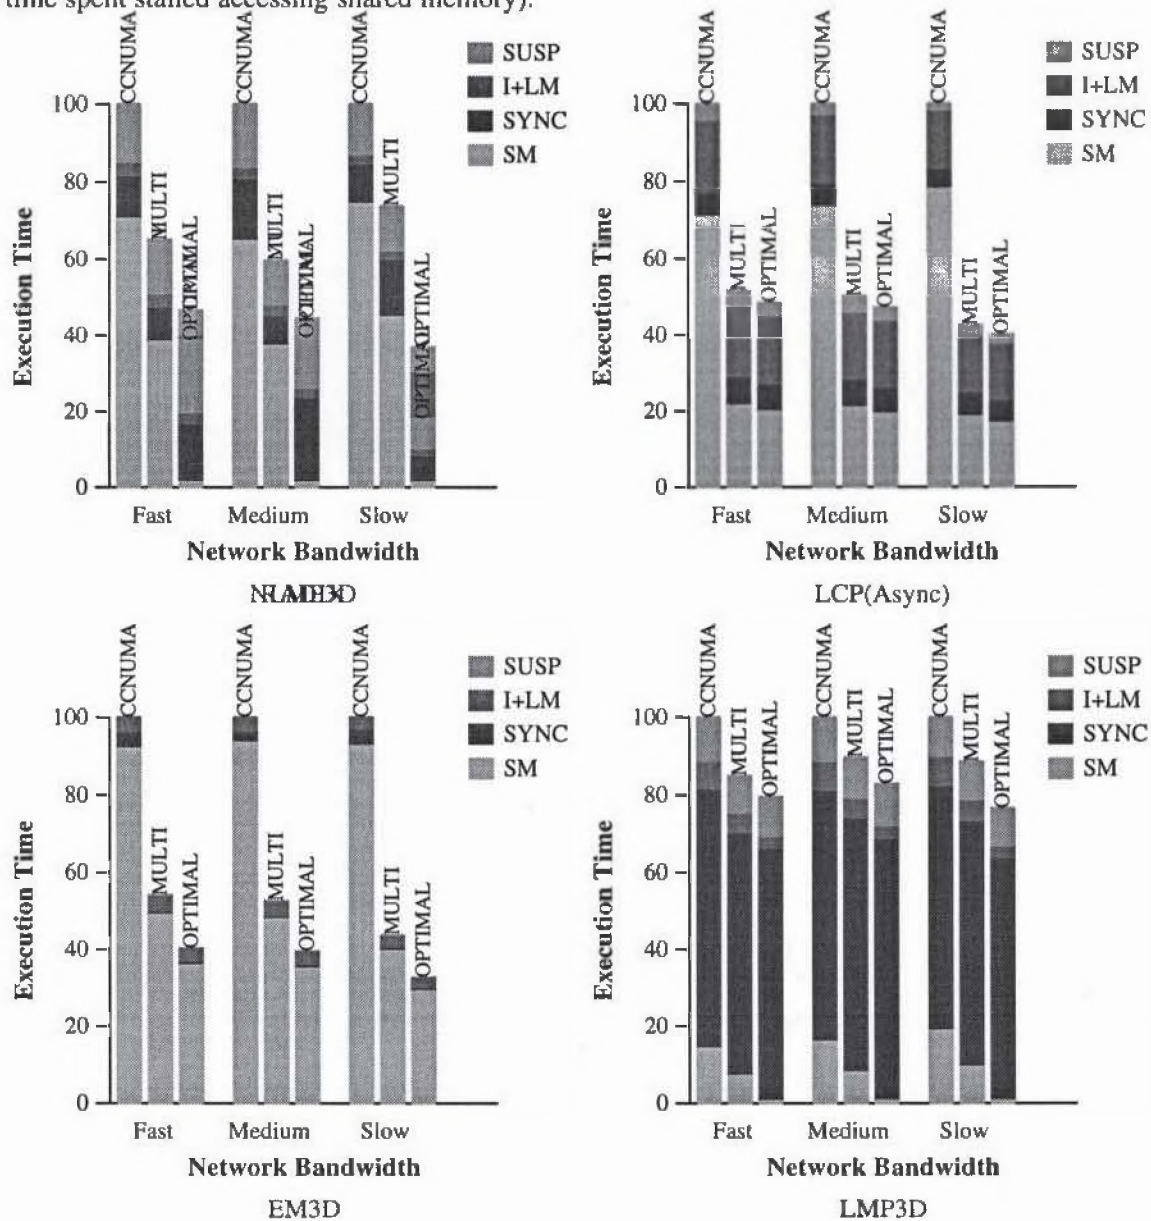 time spent stalled accessing shared memory).
CCNUMA
MULTI
CCNUMA
MULTI
CCNUMA
MULTI
OPTIMAL
OPTIMAL
SUSP
I+LM
SYNC
SM
100
80
60
40
20
0
Execution Time
Fast Medium Slow
Network Bandwidth
CCNUMA
MULTI
OPTIMAL
CCNUMA
MULTI
OPTIMAL
CCNUMA
MULTI
OPTIMAL
SUSP
I+LM
SYNC
SM
100
80
60
40
20
0
Execution Time
Fast Medium Slow
Network Bandwidth
LCP(Async)
CCNUMA
MULTI
OPTIMAL
CCNUMA
MULTI
OPTIMAL
CCNUMA
MULTI
OPTIMAL
SUSP
I+LM
SYNC
SM
100
80
60
40
20
0
Execution Time
Fast Medium Slow
Network Bandwidth
EM3D
CCNUMA
MULTI
OPTIMAL
CCNUMA
MULTI
OPTIMAL
CCNUMA
MULTI
OPTIMAL
SUSP
I+LM
SYNC
SM
100
80
60
40
20
0
Execution Time
Fast Medium Slow
Network Bandwidth
LMP3D